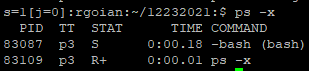 s=1[j=0]:rgoian:~/12232021:$ ps -x
PID TT STAT TIME COMMAND
83087 p3 S 0:00.18 -bash (bash)
83109 p3 R+ 0:00.01 ps -x